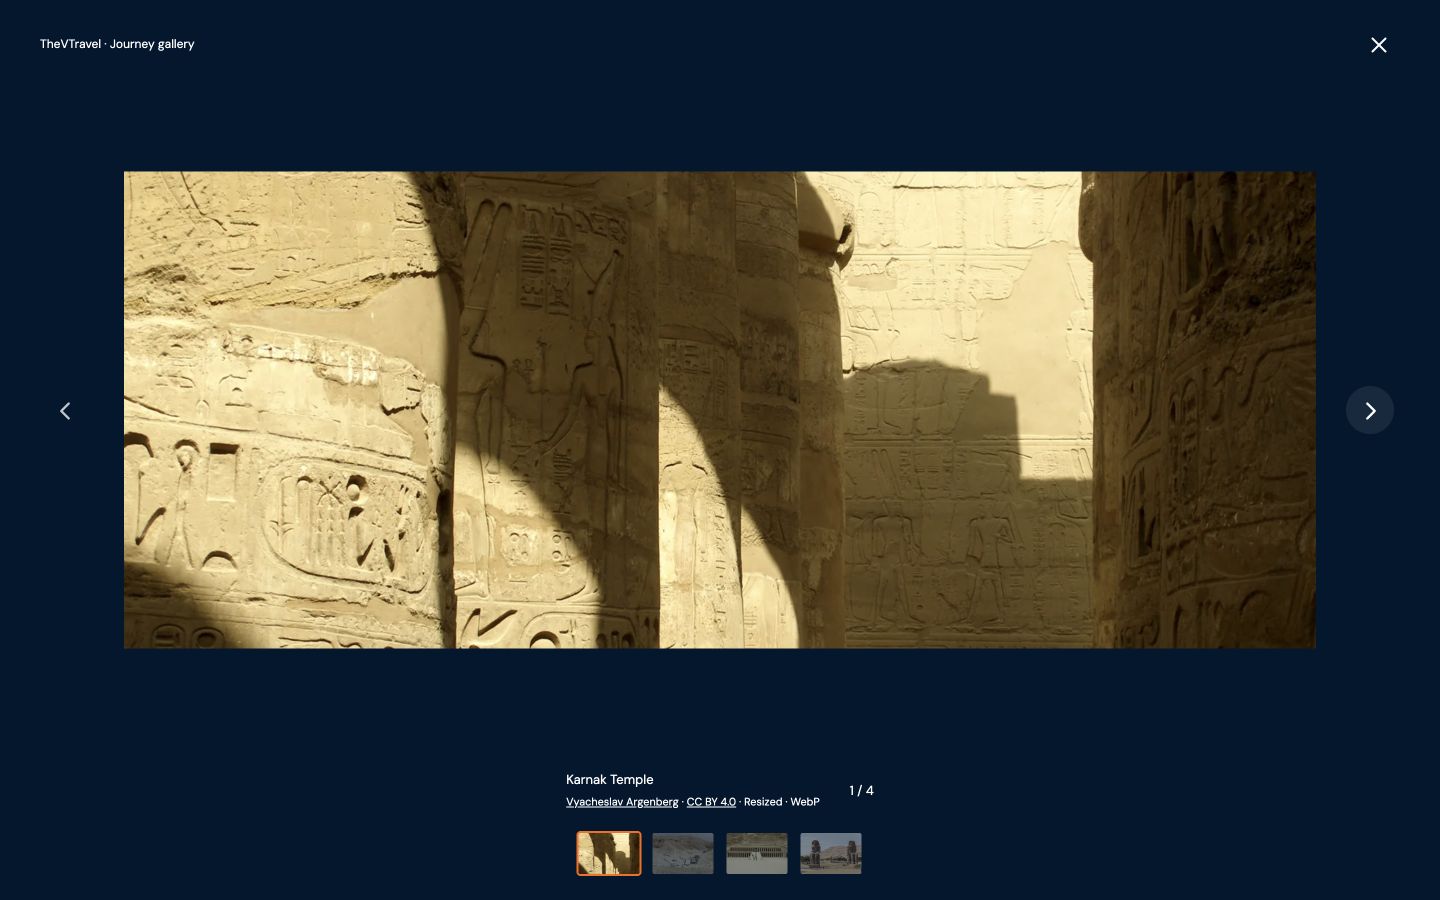 TheVTravel · Journey gallery
Karnak Temple
1 / 4
Vyacheslav Argenberg · CC BY 4.0 · Resized · WebP